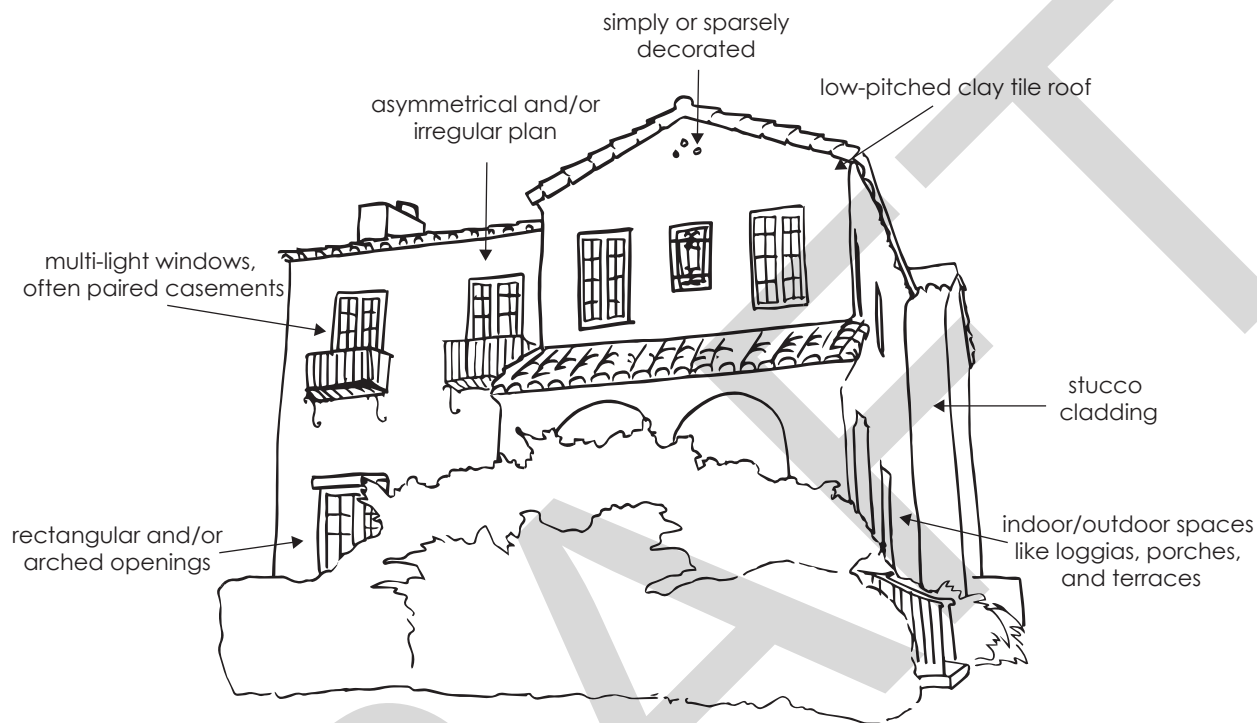 simply or sparsely
decorated
low-pitched clay tile roof
asymmetrical and/or
irregular plan
multi-light windows,
often paired casements
stucco
cladding
rectangular and/or
arched openings
indoor/outdoor spaces
like loggias, porches,
and terraces